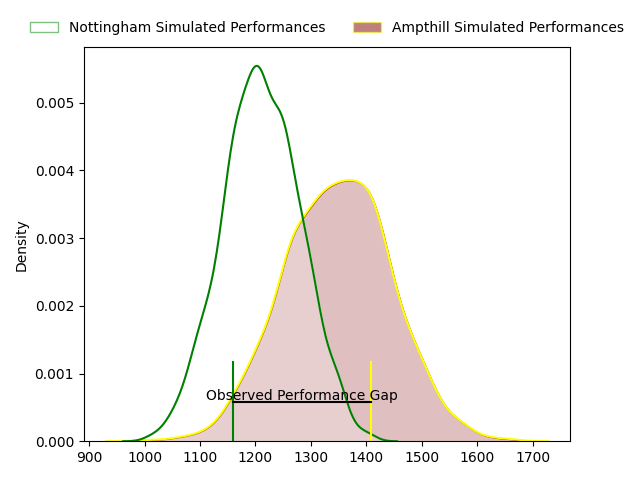 Nottingham Simulated Performances
Ampthill Simulated Performances
Density
0.005
0.004
0.003
0.002
0.001
0.000
Observed Performance Gap
900 1000 1100 1200 1300 1400 1500 1600 1700